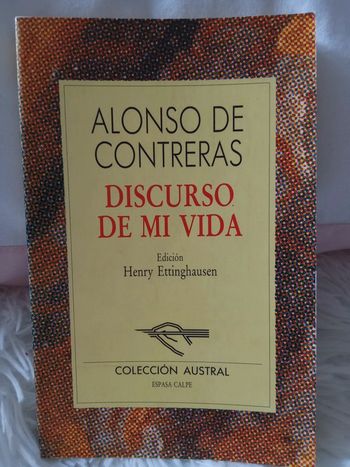 ALONSO DE
CONTRERAS
DISCURSO
DE MI VIDA
Edición
Henry Ettinghausen
COLECCIÓN AUSTRAL
ESPASA CALPE